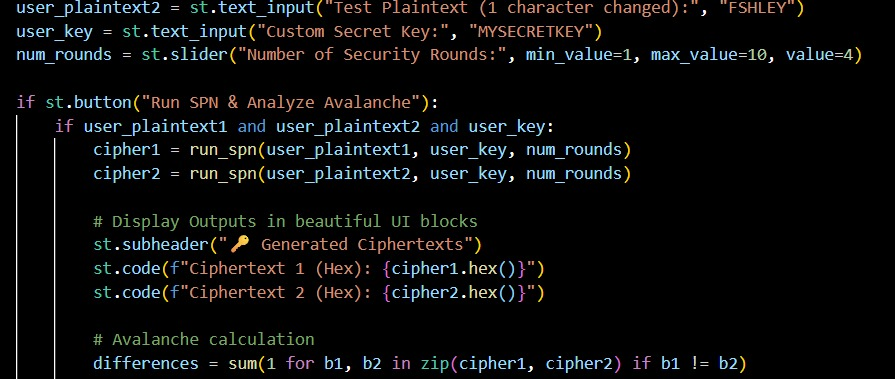 user_plaintext2 = st.text_input("Test Plaintext (1 character changed):", "FSHLEY")
user_key = st.text_input("Custom Secret Key:", "MYSECRETKEY")
num_rounds = st.slider("Number of Security Rounds:", min_value=1, max_value=10, value=4)
if st.button("Run SPN & Analyze Avalanche"):
if user_plaintext1 and user_plaintext2 and user_key:
cipher1 = run_spn(user_plaintext1, user_key, num_rounds)
cipher2 = run_spn(user_plaintext2, user_key, num_rounds)
# Display Outputs in beautiful UI blocks
st.subheader("🔑 Generated Ciphertexts")
st.code(f"Ciphertext 1 (Hex): {cipher1.hex()}")
st.code(f"Ciphertext 2 (Hex): {cipher2.hex()}")
# Avalanche calculation
differences = sum(1 for b1, b2 in zip(cipher1, cipher2) if b1 != b2)